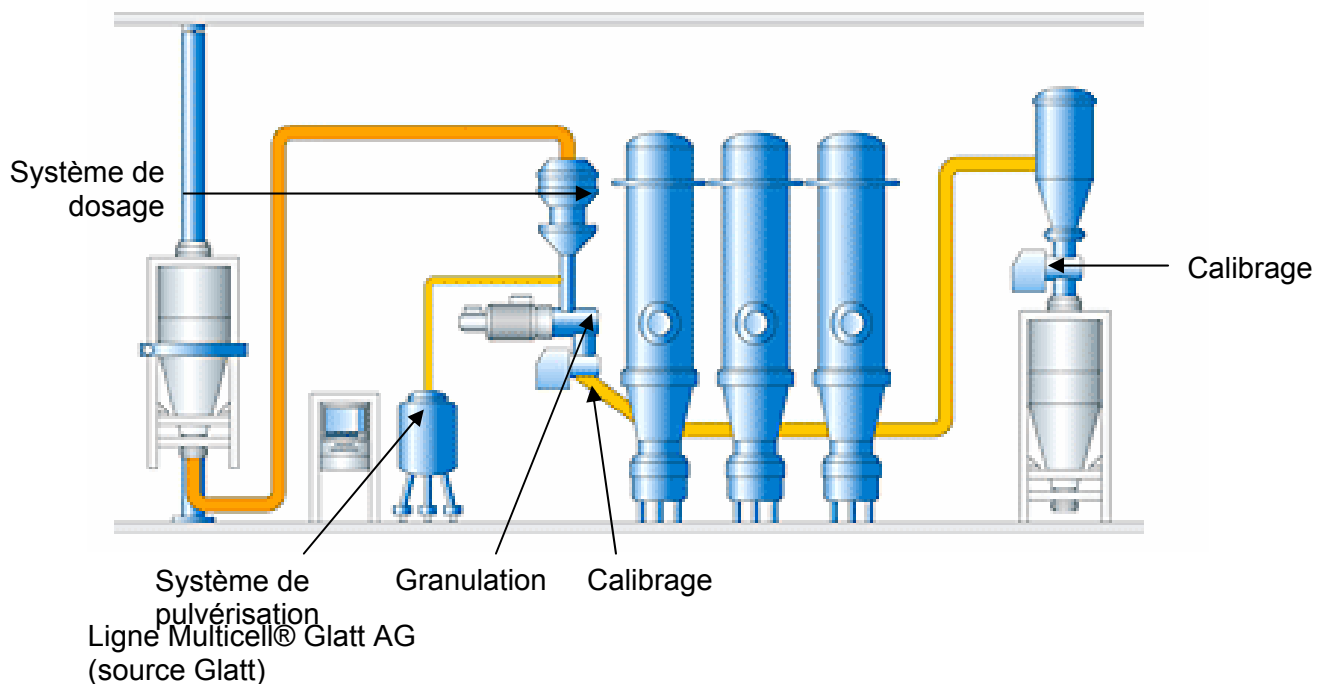 Système de
dosage
Calibrage
Système de
pulvérisation
Granulation
Calibrage
Ligne Multicell® Glatt AG
(source Glatt)